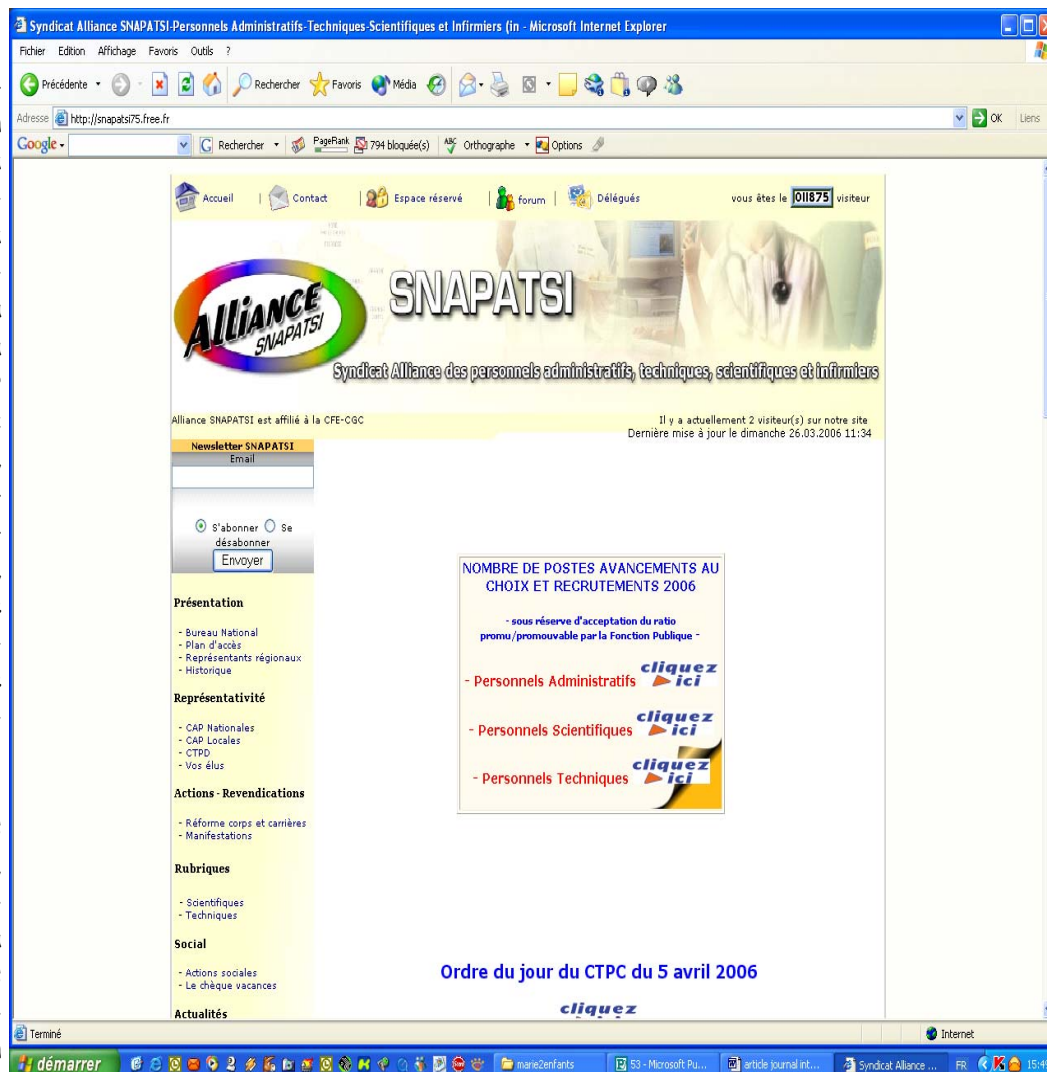 Syndicat Alliance SNAPATSI-Personnels Administratifs-Techniques-Scientifiques et Infirmiers (in - Microsoft Internet Explorer
Fichier Edition Affichage Favoris Outils ?
Précédente Rechercher Favoris Média
Adresse http://snapatsi75.free.fr OK Liens
Google Rechercher PageRank 794 bloquée(s) ABC Orthographe Options
Accueil | Contact | Espace réservé | forum | Délégués vous êtes le 011875 visiteur
ALLiANCE
SNAPATSI
SNAPATSI
Syndicat Alliance des personnels administratifs, techniques, scientifiques et infirmiers
Alliance SNAPATSI est affilié à la CFE-CGC
Il y a actuellement 2 visiteur(s) sur notre site
Dernière mise à jour le dimanche 26.03.2006 11:34
Newsletter SNAPATSI
Email
S'abonner Se
désabonner
Envoyer
Présentation
- Bureau National
- Plan d'accès
- Représentants régionaux
- Historique
Représentativité
- CAP Nationales
- CAP Locales
- CTPD
- Vos élus
Actions - Revendications
- Réforme corps et carrières
- Manifestations
Rubriques
- Scientifiques
- Techniques
Social
- Actions sociales
- Le chèque vacances
Actualités
NOMBRE DE POSTES AVANCEMENTS AU
CHOIX ET RECRUTEMENTS 2006
- sous réserve d'acceptation du ratio
promu/promouvable par la Fonction Publique -
- Personnels Administratifs cliquez ici
- Personnels Scientifiques cliquez ici
- Personnels Techniques cliquez ici
Ordre du jour du CTPC du 5 avril 2006
cliquez
Terminé Internet
démarrer marie2enfants 53 - Microsoft Pu... article journal int... Syndicat Alliance ... FR 15:49